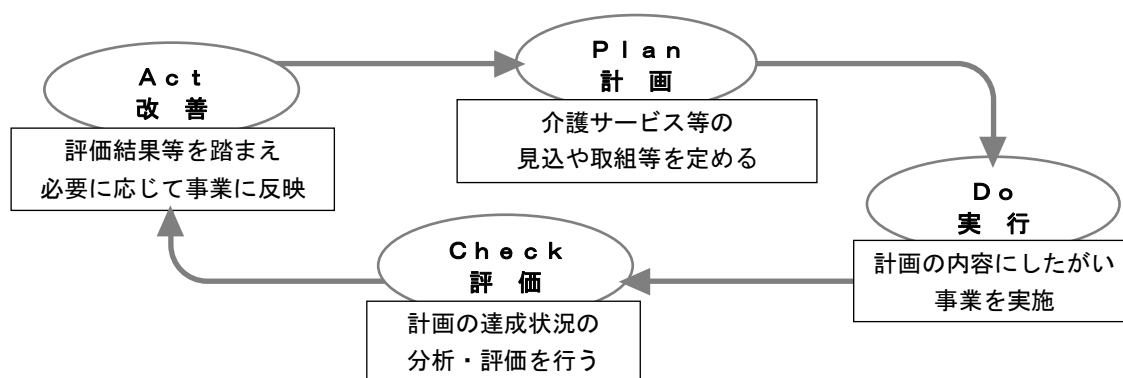 Ｐｌａｎ
計　画
介護サービス等の
見込や取組等を定める
Ｄｏ
実　行
計画の内容にしたがい
事業を実施
Ｃｈｅｃｋ
評　価
計画の達成状況の
分析・評価を行う
Ａｃｔ
改　善
評価結果等を踏まえ
必要に応じて事業に反映